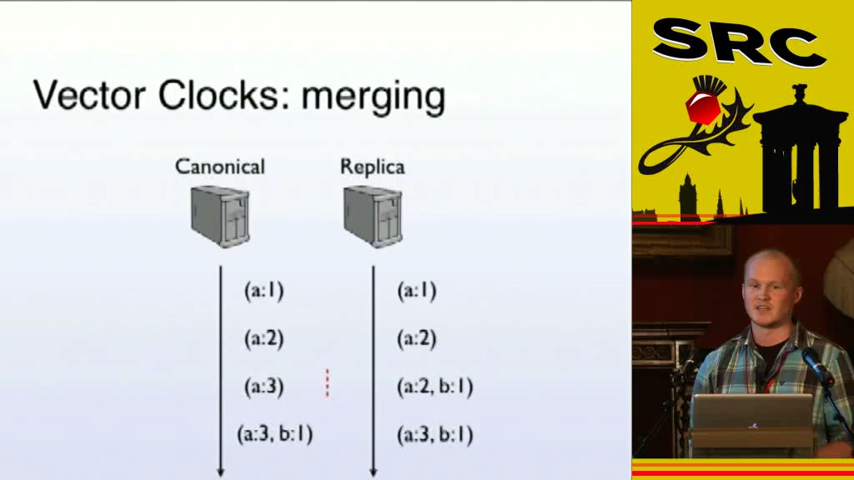 Vector Clocks: merging
Canonical Replica
(a:1) (a:1)
(a:2) (a:2)
(a:3) (a:2, b:1)
(a:3, b:1) (a:3, b:1)
SRC